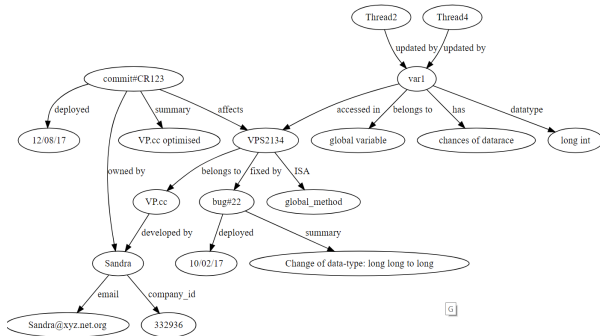 Thread2
Thread4
updated by
updated by
commit#CR123
var1
deployed
summary
affects
accessed in
belongs to
has
datatype
12/08/17
VP.cc optimised
VPS2134
global variable
chances of datarace
long int
owned by
belongs to
fixed by
ISA
VP.cc
bug#22
global_method
developed by
deployed
summary
Sandra
10/02/17
Change of data-type: long long to long
email
company_id
G
Sandra@xyz.net.org
332936